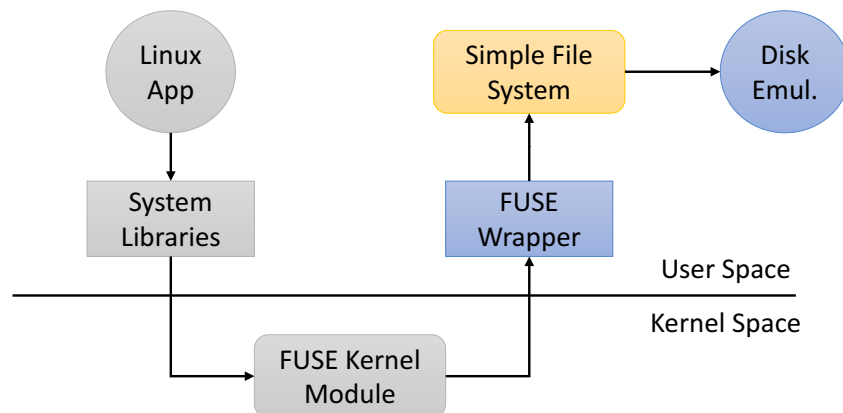 Linux
App
Simple File
System
Disk
Emul.
System
Libraries
FUSE
Wrapper
User Space
Kernel Space
FUSE Kernel
Module